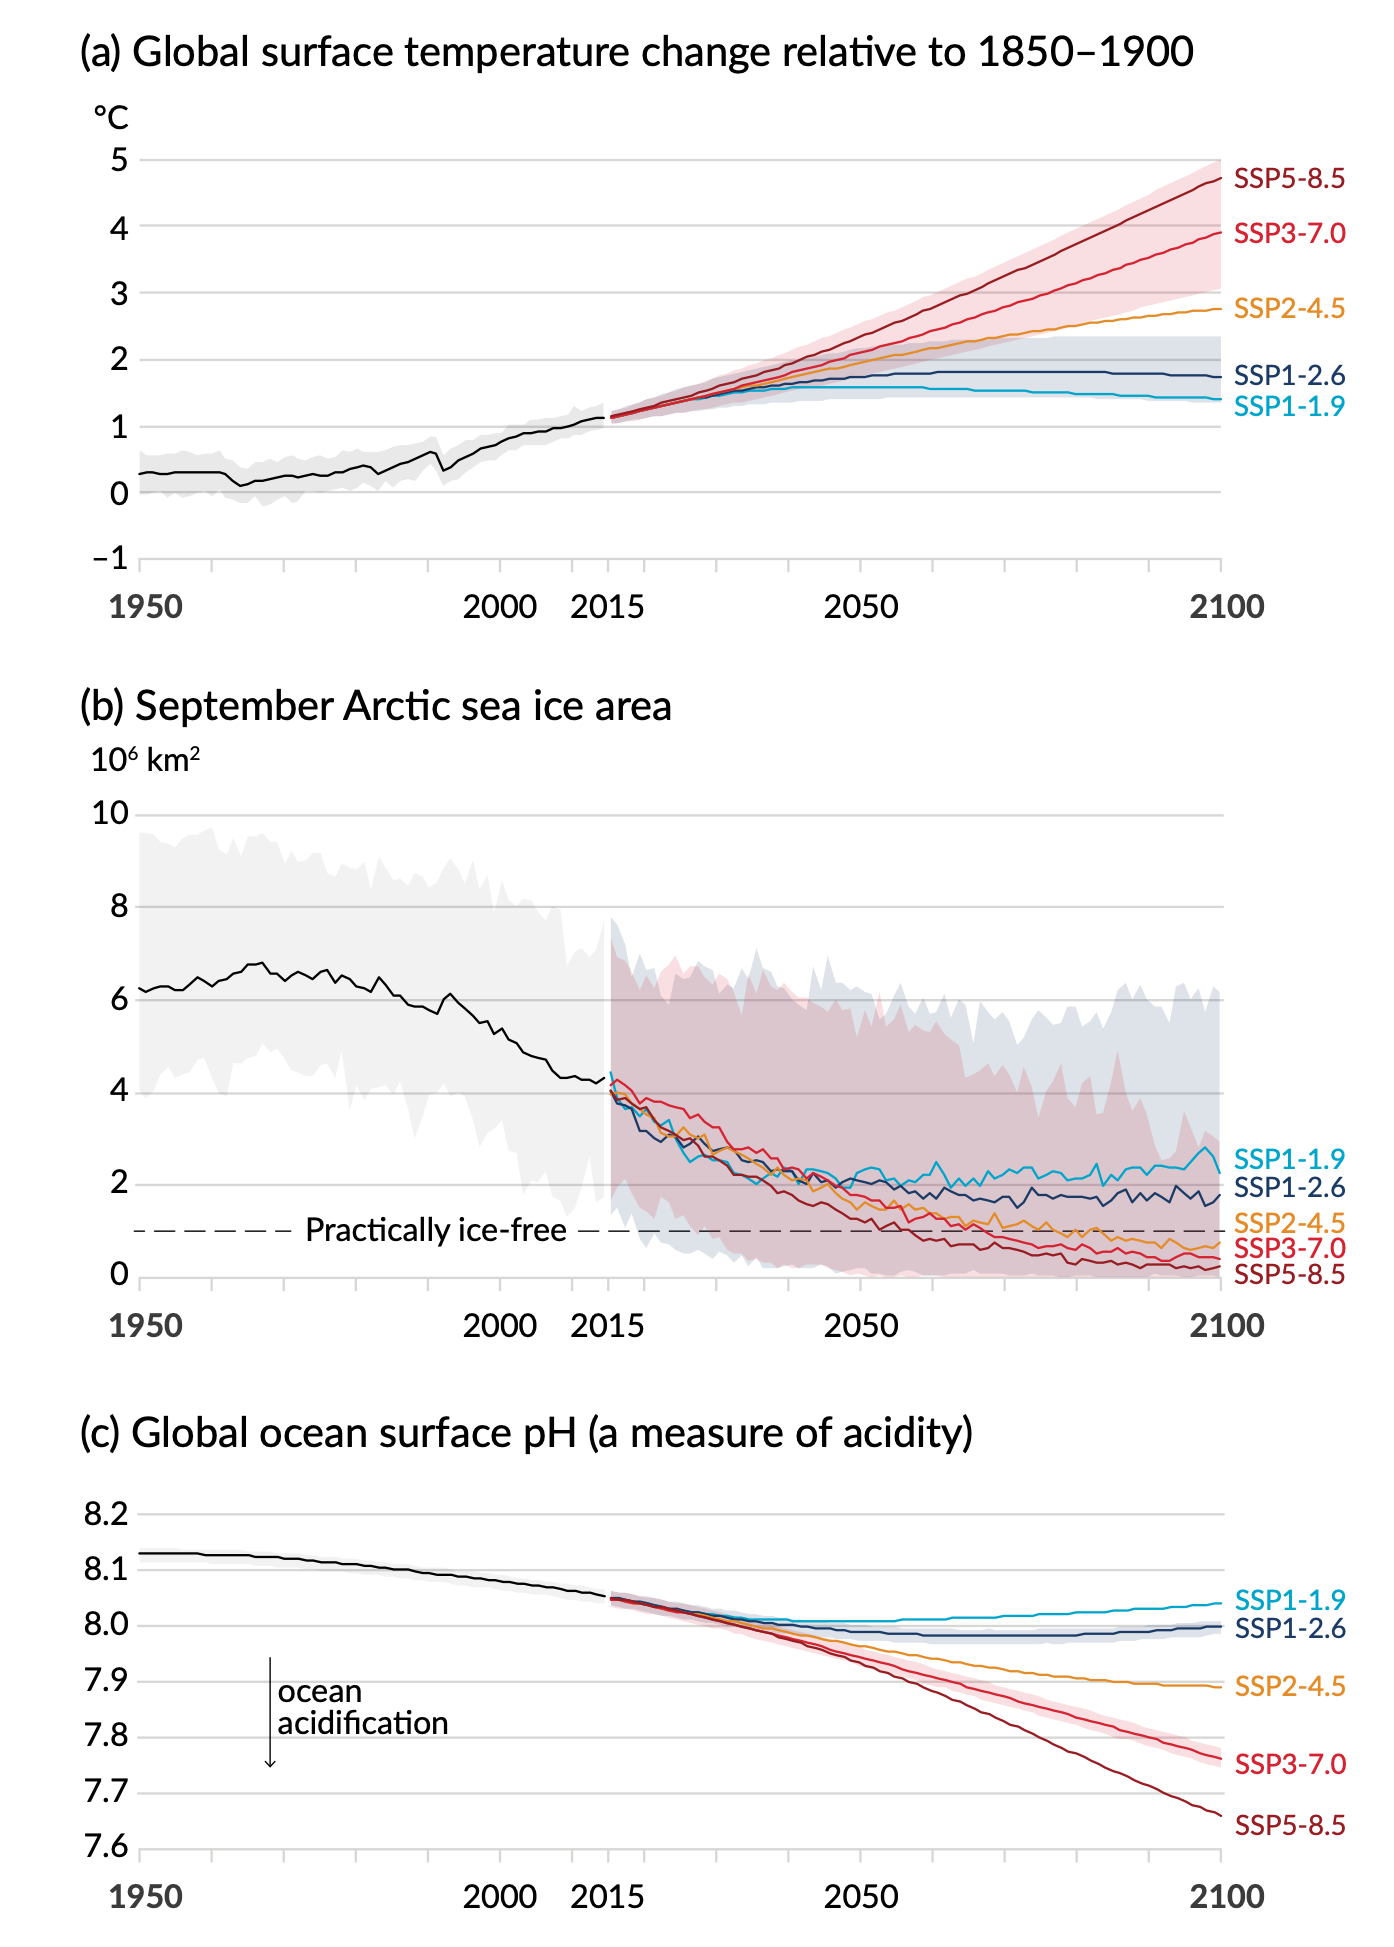 (a) Global surface temperature change relative to 1850–1900
°C
5
SSP5-8.5
4
SSP3-7.0
3
SSP2-4.5
2
SSP1-2.6
SSP1-1.9
1
0
–1
1950 2000 2015 2050 2100
(b) September Arctic sea ice area
10⁶ km²
10
8
6
4
SSP1-1.9
2
SSP1-2.6
SSP2-4.5
Practically ice-free
SSP3-7.0
0
SSP5-8.5
1950 2000 2015 2050 2100
(c) Global ocean surface pH (a measure of acidity)
8.2
8.1
SSP1-1.9
8.0
SSP1-2.6
7.9
SSP2-4.5
ocean
acidification
7.8
SSP3-7.0
7.7
SSP5-8.5
7.6
1950 2000 2015 2050 2100